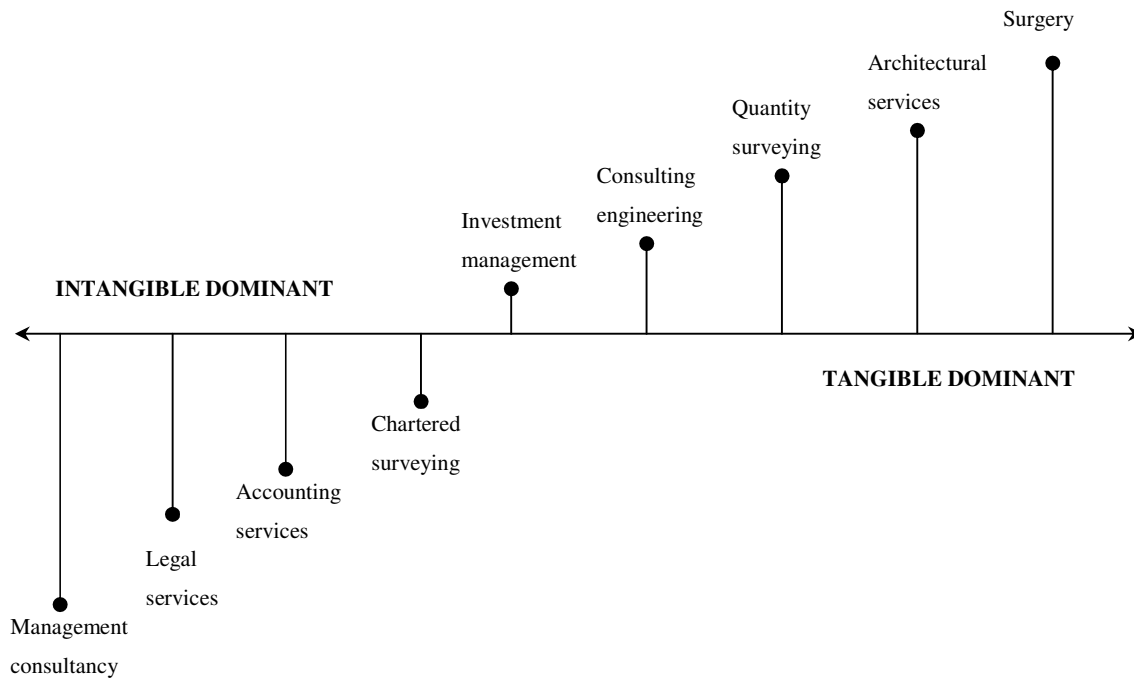 Surgery
Architectural
services
Quantity
surveying
Consulting
engineering
Investment
management
INTANGIBLE DOMINANT
TANGIBLE DOMINANT
Chartered
surveying
Accounting
services
Legal
services
Management
consultancy